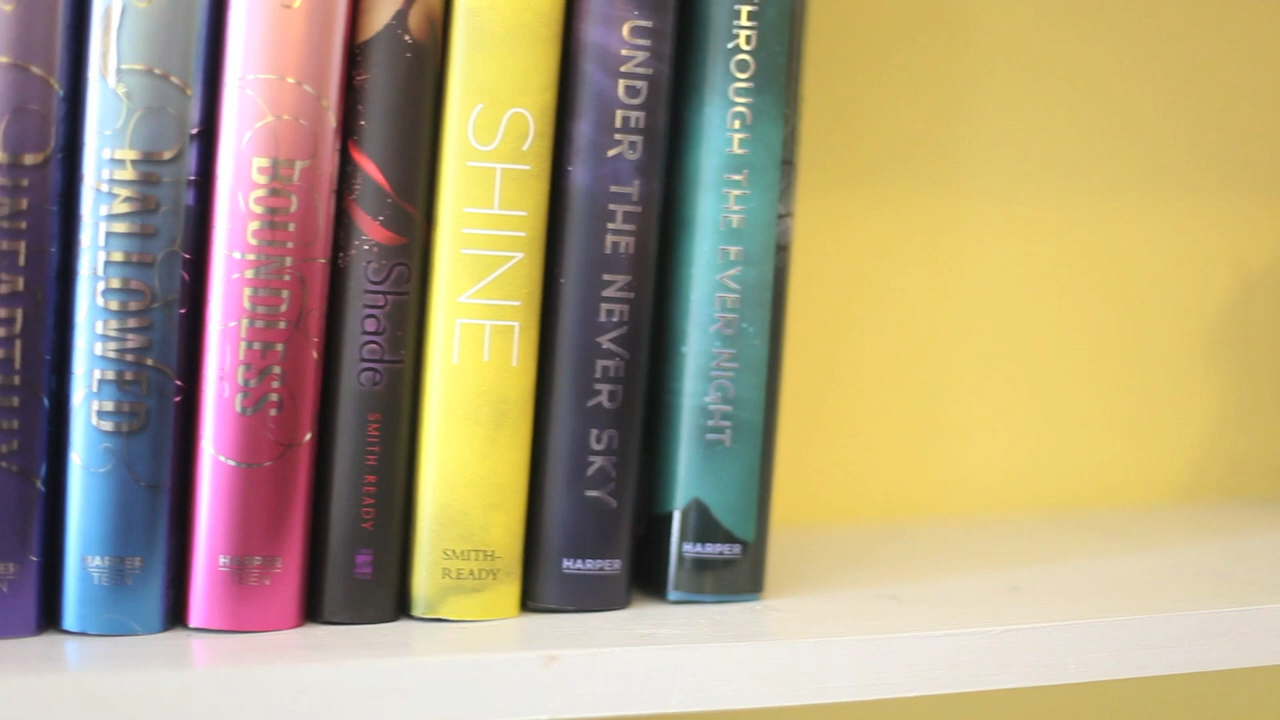 HALLOWED
HARPER
TEEN
BOUNDLESS
HARPER
TEEN
Shade
SMITH READY
SHINE
SMITH-
READY
UNDER THE NEVER SKY
HARPER
THROUGH THE EVER NIGHT
HARPER